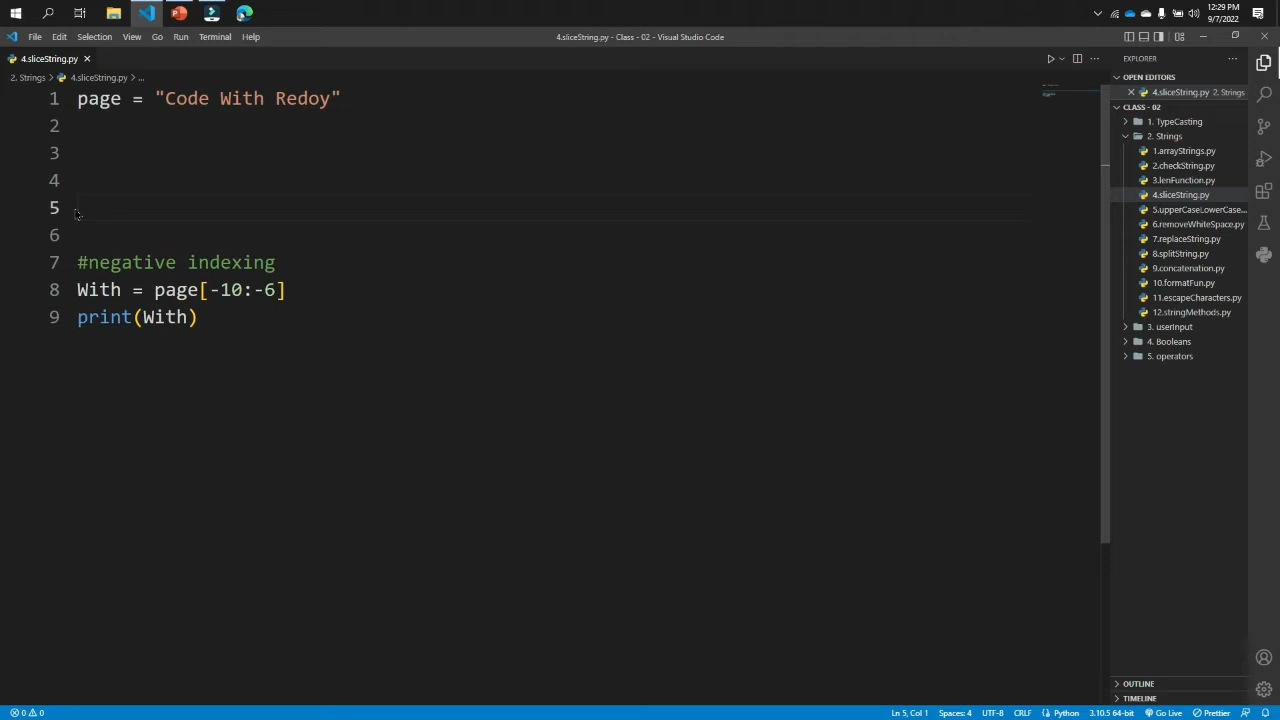 12:29 PM
9/7/2022
File Edit Selection View Go Run Terminal Help
4.sliceString.py - Class - 02 - Visual Studio Code
4.sliceString.py
2. Strings > 4.sliceString.py > ...
1 page = "Code With Redoy"
2
3
4
5
6
7 #negative indexing
8 With = page[-10:-6]
9 print(With)
EXPLORER
OPEN EDITORS
4.sliceString.py 2. Strings
CLASS - 02
1. TypeCasting
2. Strings
1.arrayStrings.py
2.checkString.py
3.lenFunction.py
4.sliceString.py
5.upperCaseLowerCase...
6.removeWhiteSpace.py
7.replaceString.py
8.splitString.py
9.concatenation.py
10.formatFun.py
11.escapeCharacters.py
12.stringMethods.py
3. userInput
4. Booleans
5. operators
OUTLINE
TIMELINE
0 0
Ln 5, Col 1 Spaces: 4 UTF-8 CRLF Python 3.10.5 64-bit Go Live Prettier